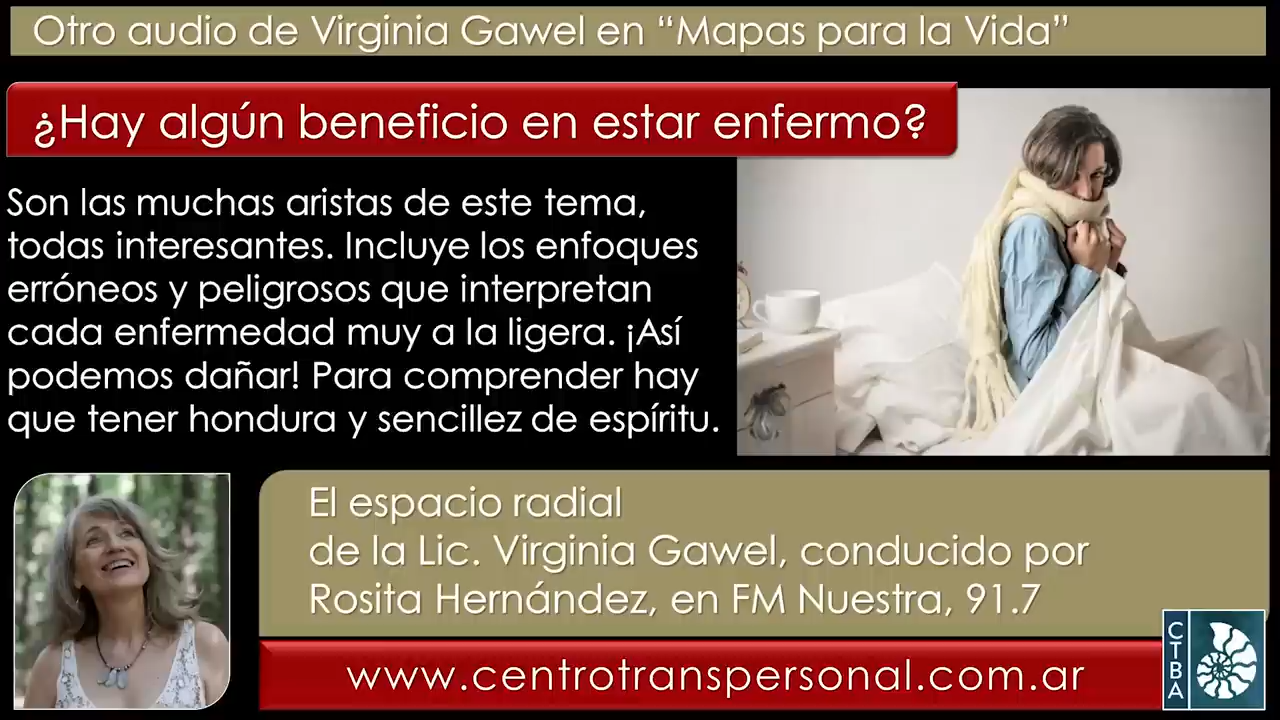 Otro audio de Virginia Gawel en “Mapas para la Vida”
¿Hay algún beneficio en estar enfermo?
Son las muchas aristas de este tema,
todas interesantes. Incluye los enfoques
erróneos y peligrosos que interpretan
cada enfermedad muy a la ligera. ¡Así
podemos dañar! Para comprender hay
que tener hondura y sencillez de espíritu.
El espacio radial
de la Lic. Virginia Gawel, conducido por
Rosita Hernández, en FM Nuestra, 91.7
www.centrotranspersonal.com.ar
CTBA